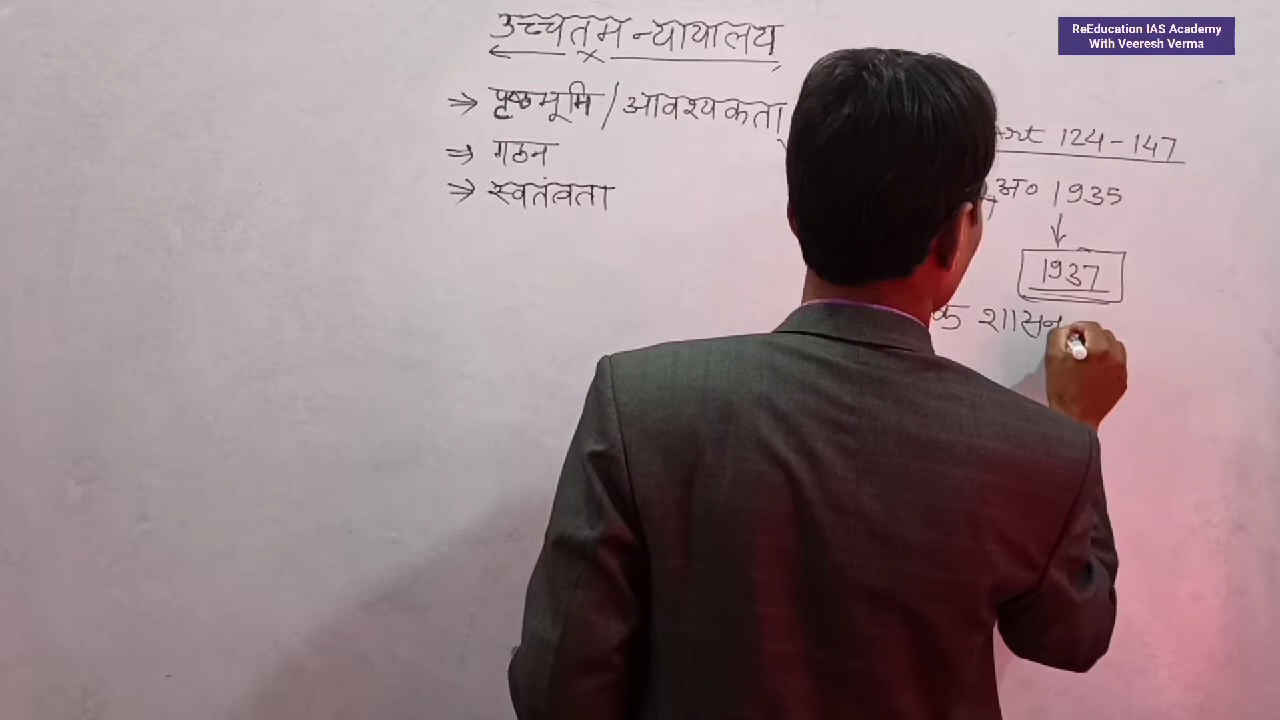 ReEducation IAS Academy
With Veeresh Verma
उच्चतम न्यायालय
⇒ पृष्ठभूमि / आवश्यकता
⇒ गठन
⇒ स्वतंत्रता
Art 124-147
अ० 1935
↓
1937
क शासन